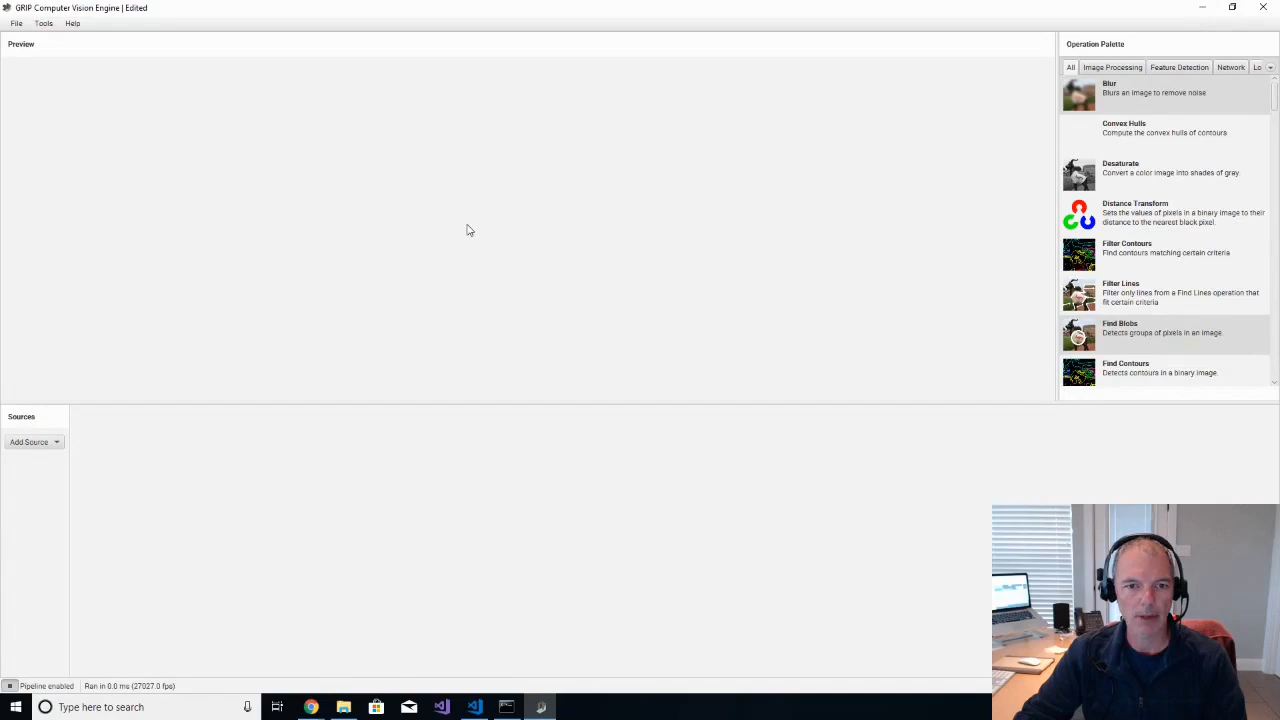 GRIP Computer Vision Engine | Edited
File Tools Help
Preview
Operation Palette
All Image Processing Feature Detection Network Lo
Blur
Blurs an image to remove noise
Convex Hulls
Compute the convex hulls of contours
Desaturate
Convert a color image into shades of gray.
Distance Transform
Sets the values of pixels in a binary image to their
distance to the nearest black pixel.
Filter Contours
Find contours matching certain criteria
Filter Lines
Filter only lines from a Find Lines operation that
fit certain criteria
Find Blobs
Detects groups of pixels in an image.
Find Contours
Detects contours in a binary image.
Sources
Add Source
Pipeline enabled Ran in 0.0 ms (27027.0 fps)
Type here to search